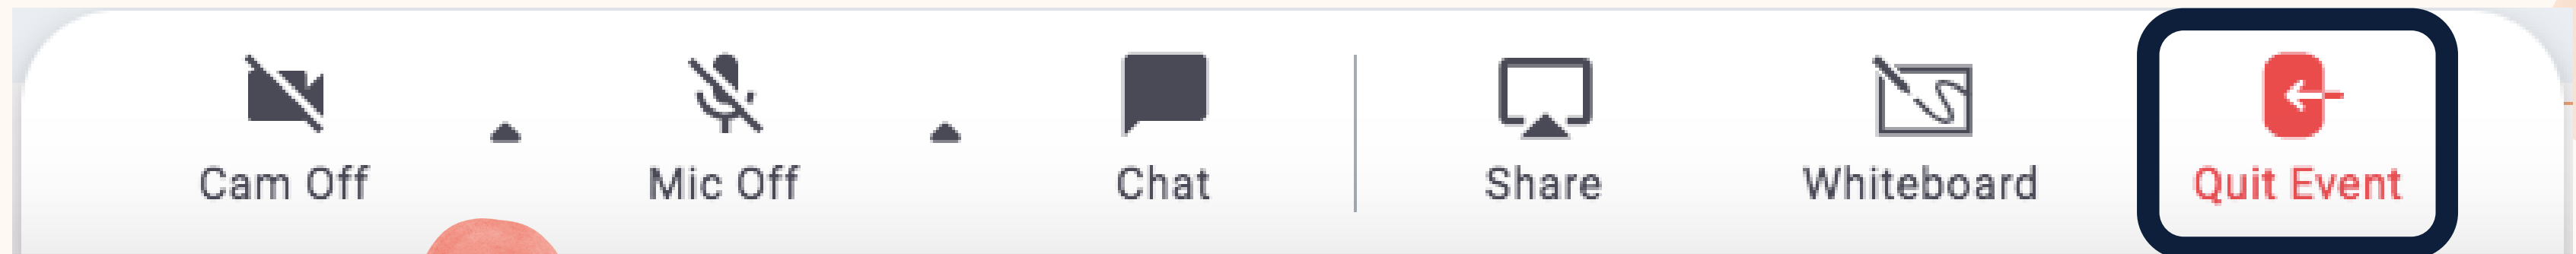 Cam Off
Mic Off
Chat
Share
Whiteboard
Quit Event